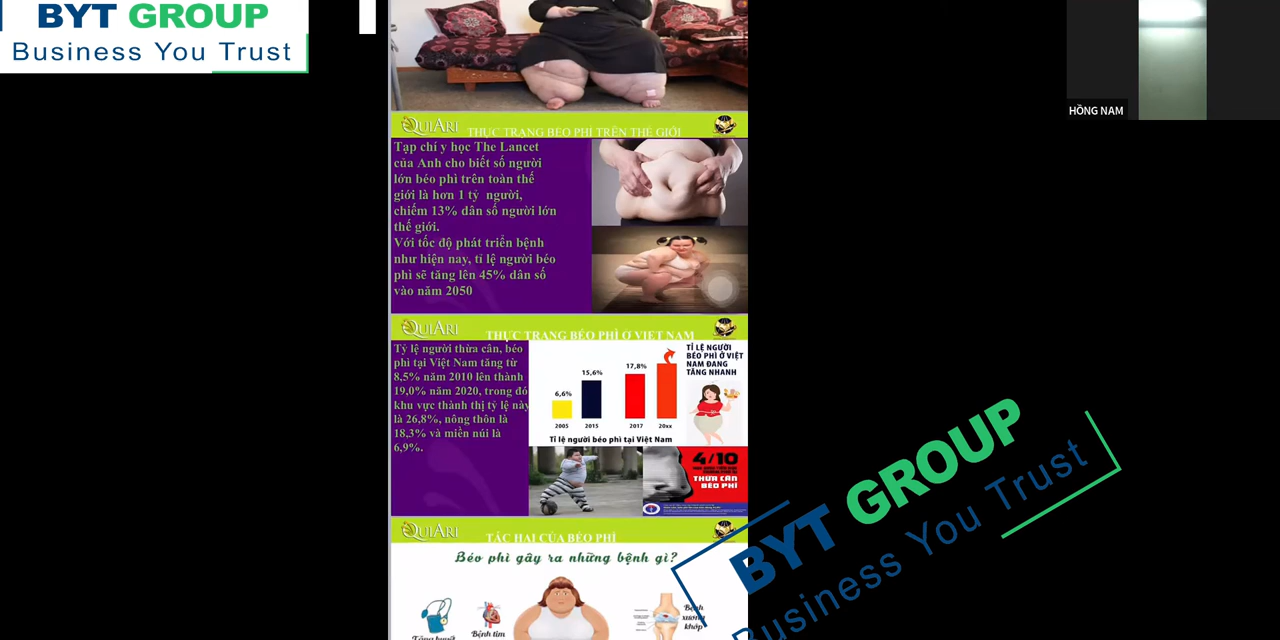 BYT GROUP
Business You Trust
HỒNG NAM
QUIARI
THỰC TRẠNG BÉO PHÌ TRÊN THẾ GIỚI
Tạp chí y học The Lancet
của Anh cho biết số người
lớn béo phì trên toàn thế
giới là hơn 1 tỷ người,
chiếm 13% dân số người lớn
thế giới.
Với tốc độ phát triển bệnh
như hiện nay, tỉ lệ người béo
phì sẽ tăng lên 45% dân số
vào năm 2050
QUIARI
THỰC TRẠNG BÉO PHÌ Ở VIỆT NAM
Tỷ lệ người thừa cân, béo
phì tại Việt Nam tăng từ
8,5% năm 2010 lên thành
19,0% năm 2020, trong đó
khu vực thành thị tỷ lệ này
là 26,8%, nông thôn là
18,3% và miền núi là
6,9%.
6,6%
15,6%
17,8%
2005
2015
2017
20xx
Tỉ lệ người béo phì tại Việt Nam
TỈ LỆ NGƯỜI
BÉO PHÌ Ở VIỆT
NAM ĐANG
TĂNG NHANH
4/10
THỪA CÂN
BÉO PHÌ
QUIARI
TÁC HẠI CỦA BÉO PHÌ
Béo phì gây ra những bệnh gì?
Tăng huyết
Bệnh tim
Bệnh
xương
khớp
BYT GROUP
Business You Trust